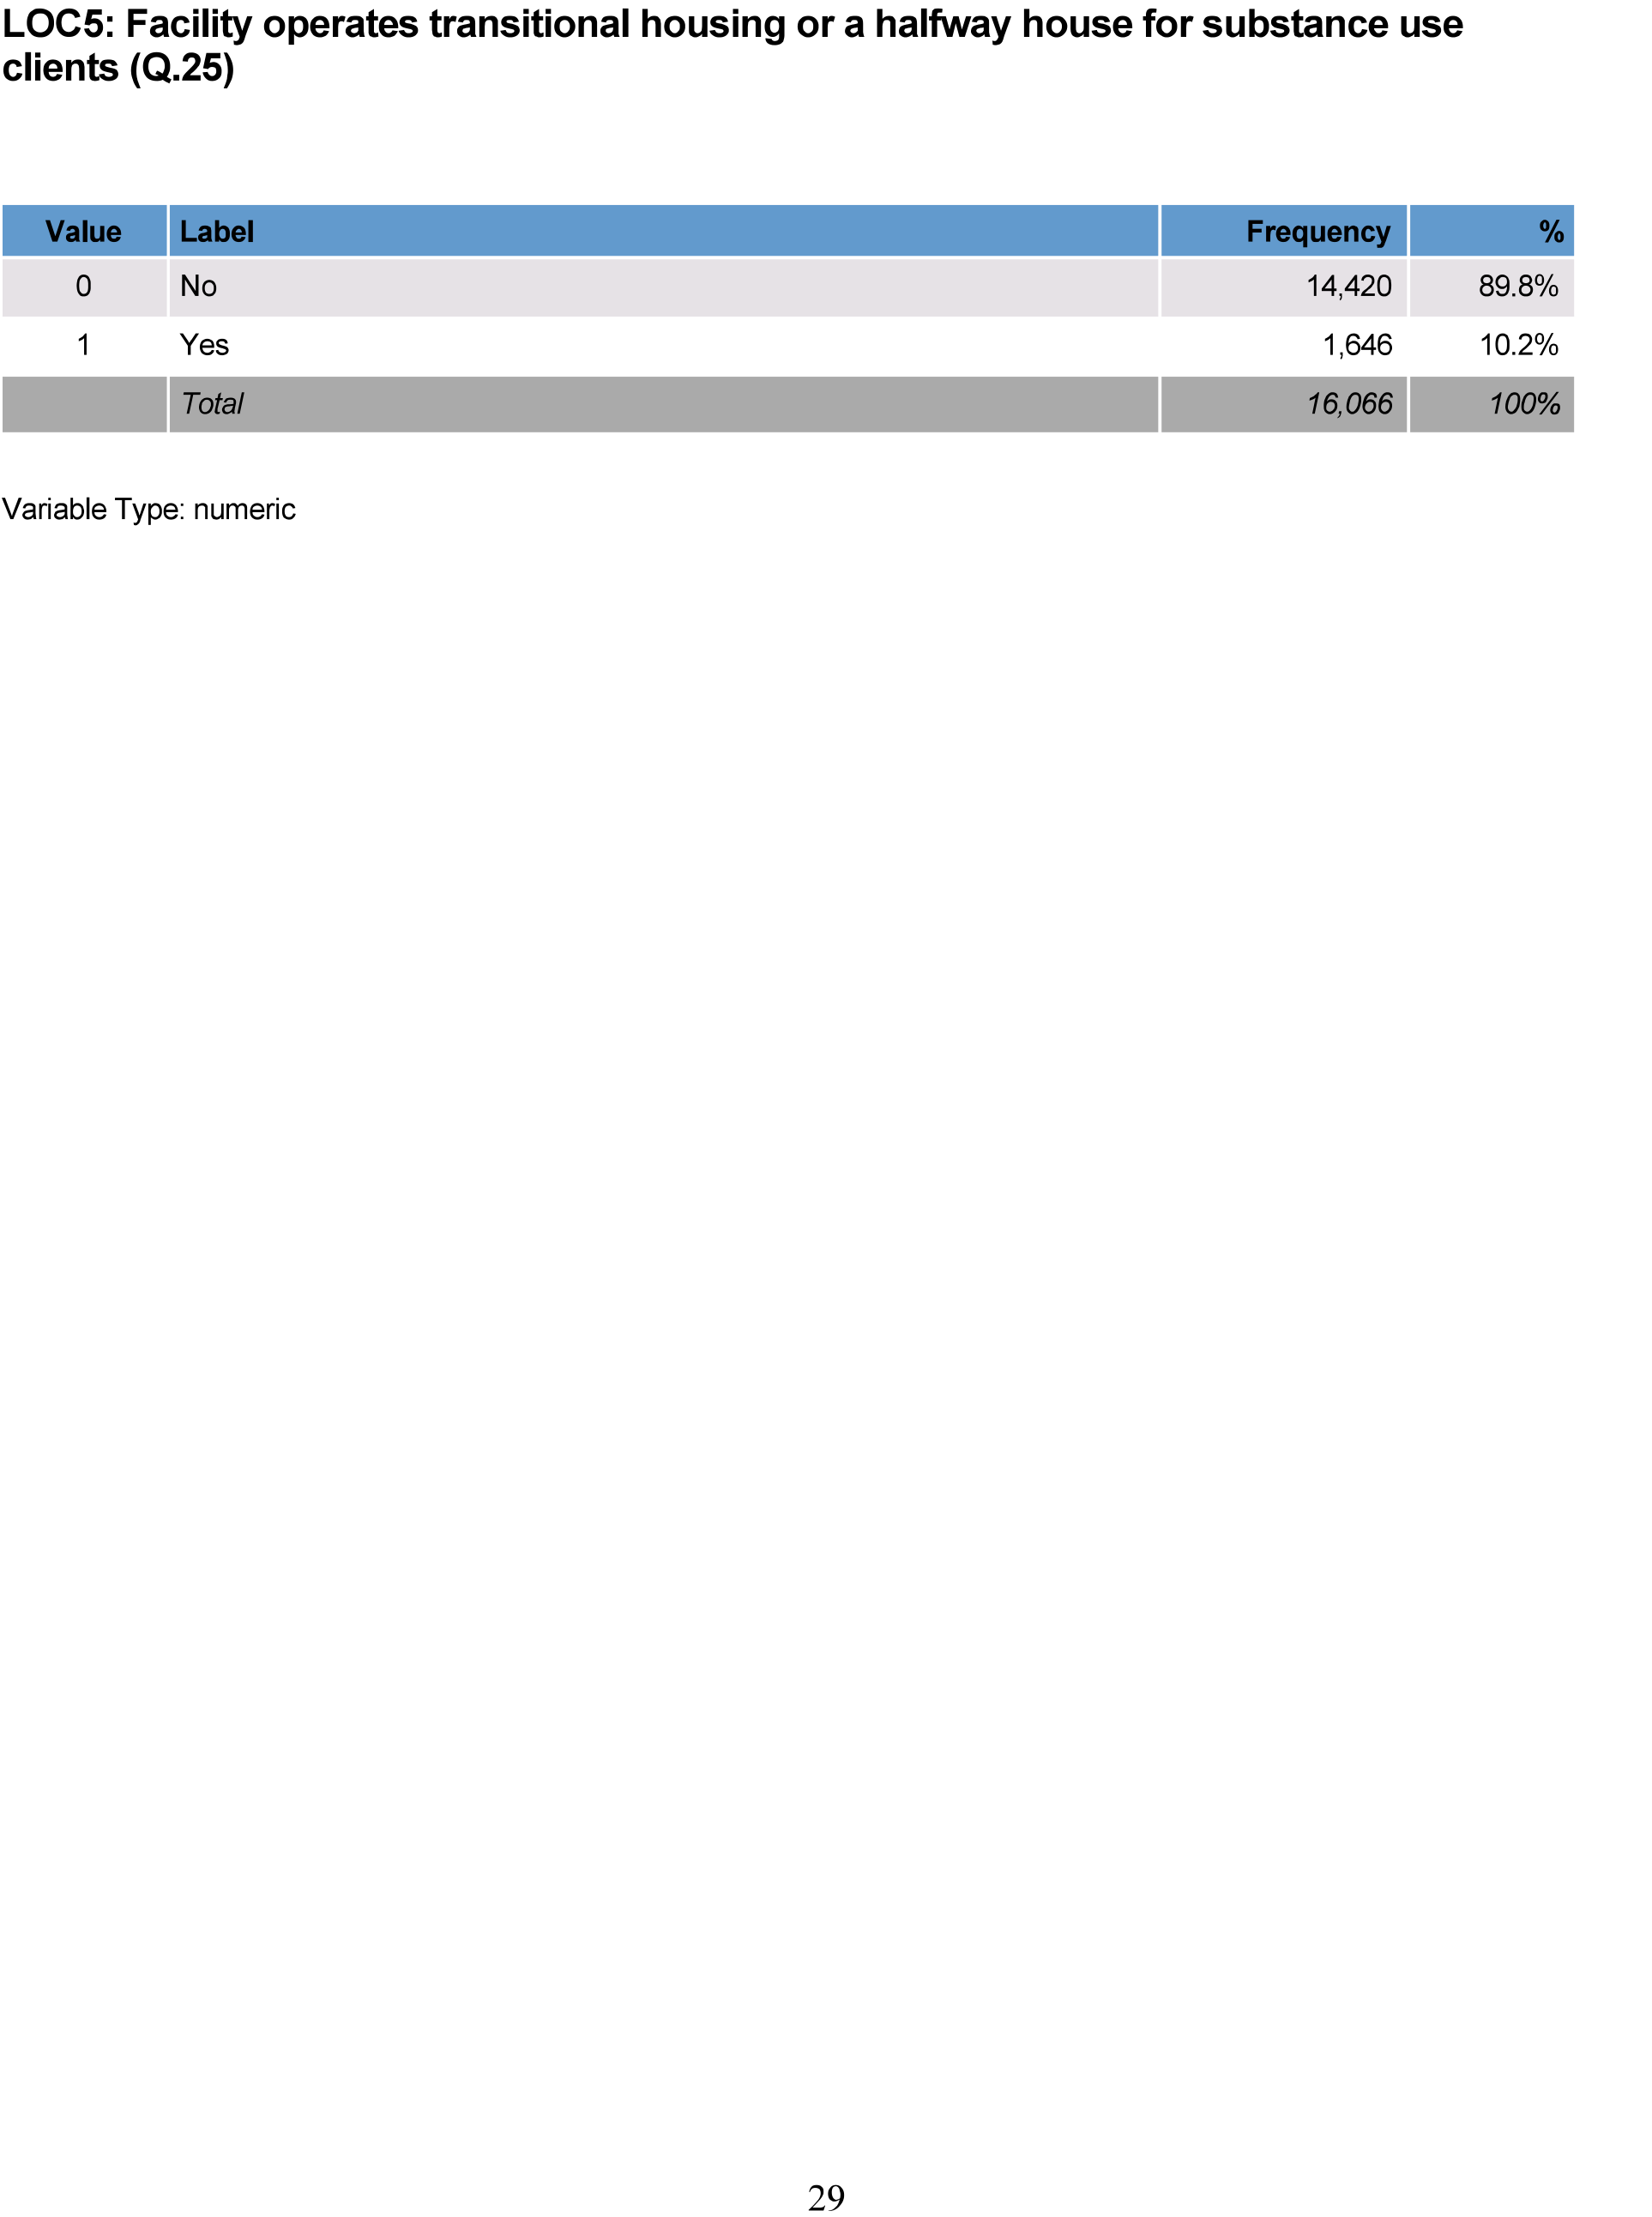 LOC5: Facility operates transitional housing or a halfway house for substance use
clients (Q.25)
Value Label Frequency %
0 No 14,420 89.8%
1 Yes 1,646 10.2%
Total 16,066 100%
Variable Type: numeric
29